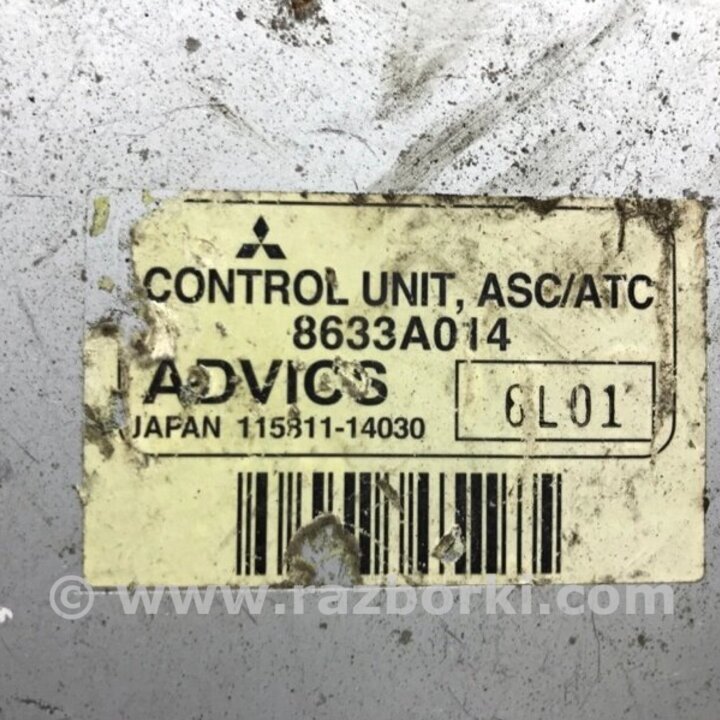 CONTROL UNIT, ASC/ATC
8633A014
ADVICS
JAPAN 115811-14030
6L01
© www.razborki.com